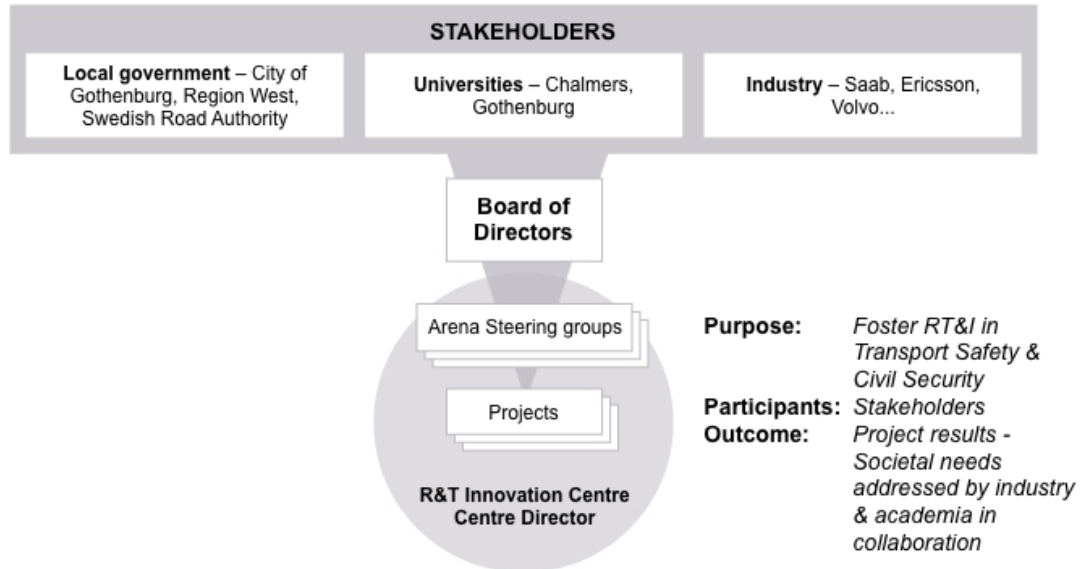 STAKEHOLDERS
Local government – City of
Gothenburg, Region West,
Swedish Road Authority
Universities – Chalmers,
Gothenburg
Industry – Saab, Ericsson,
Volvo...
Board of
Directors
Arena Steering groups
Projects
R&T Innovation Centre
Centre Director
Purpose: Foster RT&I in
Transport Safety &
Civil Security
Participants: Stakeholders
Outcome: Project results -
Societal needs
addressed by industry
& academia in
collaboration